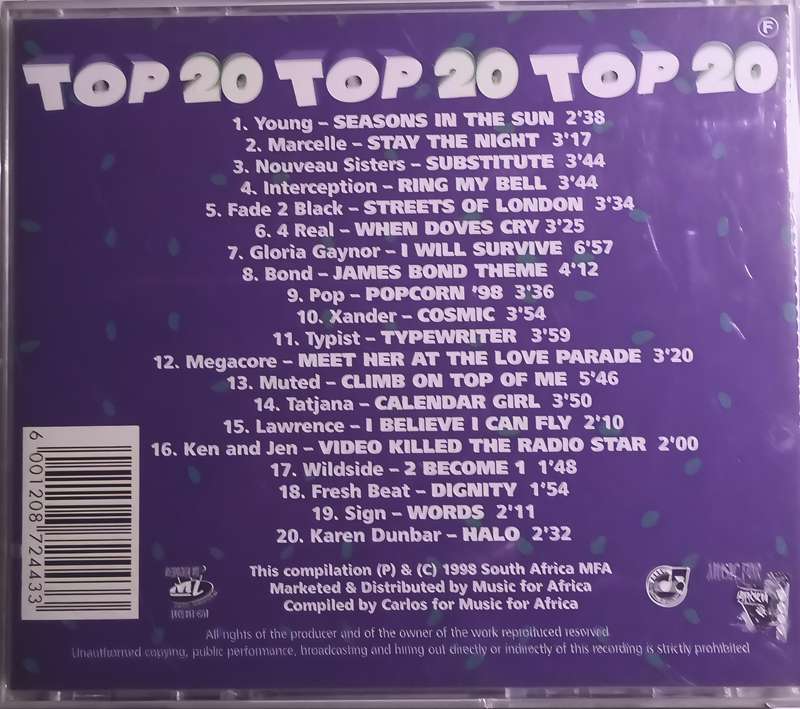 F
TOP 20 TOP 20 TOP 20
1. Young – SEASONS IN THE SUN 2'38
2. Marcelle – STAY THE NIGHT 3'17
3. Nouveau Sisters – SUBSTITUTE 3'44
4. Interception – RING MY BELL 3'44
5. Fade 2 Black – STREETS OF LONDON 3'34
6. 4 Real – WHEN DOVES CRY 3'25
7. Gloria Gaynor – I WILL SURVIVE 6'57
8. Bond – JAMES BOND THEME 4'12
9. Pop – POPCORN '98 3'36
10. Xander – COSMIC 3'54
11. Typist – TYPEWRITER 3'59
12. Megacore – MEET HER AT THE LOVE PARADE 3'20
13. Muted – CLIMB ON TOP OF ME 5'46
14. Tatjana – CALENDAR GIRL 3'50
15. Lawrence – I BELIEVE I CAN FLY 2'10
16. Ken and Jen – VIDEO KILLED THE RADIO STAR 2'00
17. Wildside – 2 BECOME 1 1'48
18. Fresh Beat – DIGNITY 1'54
19. Sign – WORDS 2'11
20. Karen Dunbar – HALO 2'32
6 001208 724433
This compilation (P) & (C) 1998 South Africa MFA
Marketed & Distributed by Music for Africa
Compiled by Carlos for Music for Africa
MUSIC FOR
All rights of the producer and of the owner of the work reproduced reserved
Unauthorised copying, public performance, broadcasting and hiring out directly or indirectly of this recording is strictly prohibited